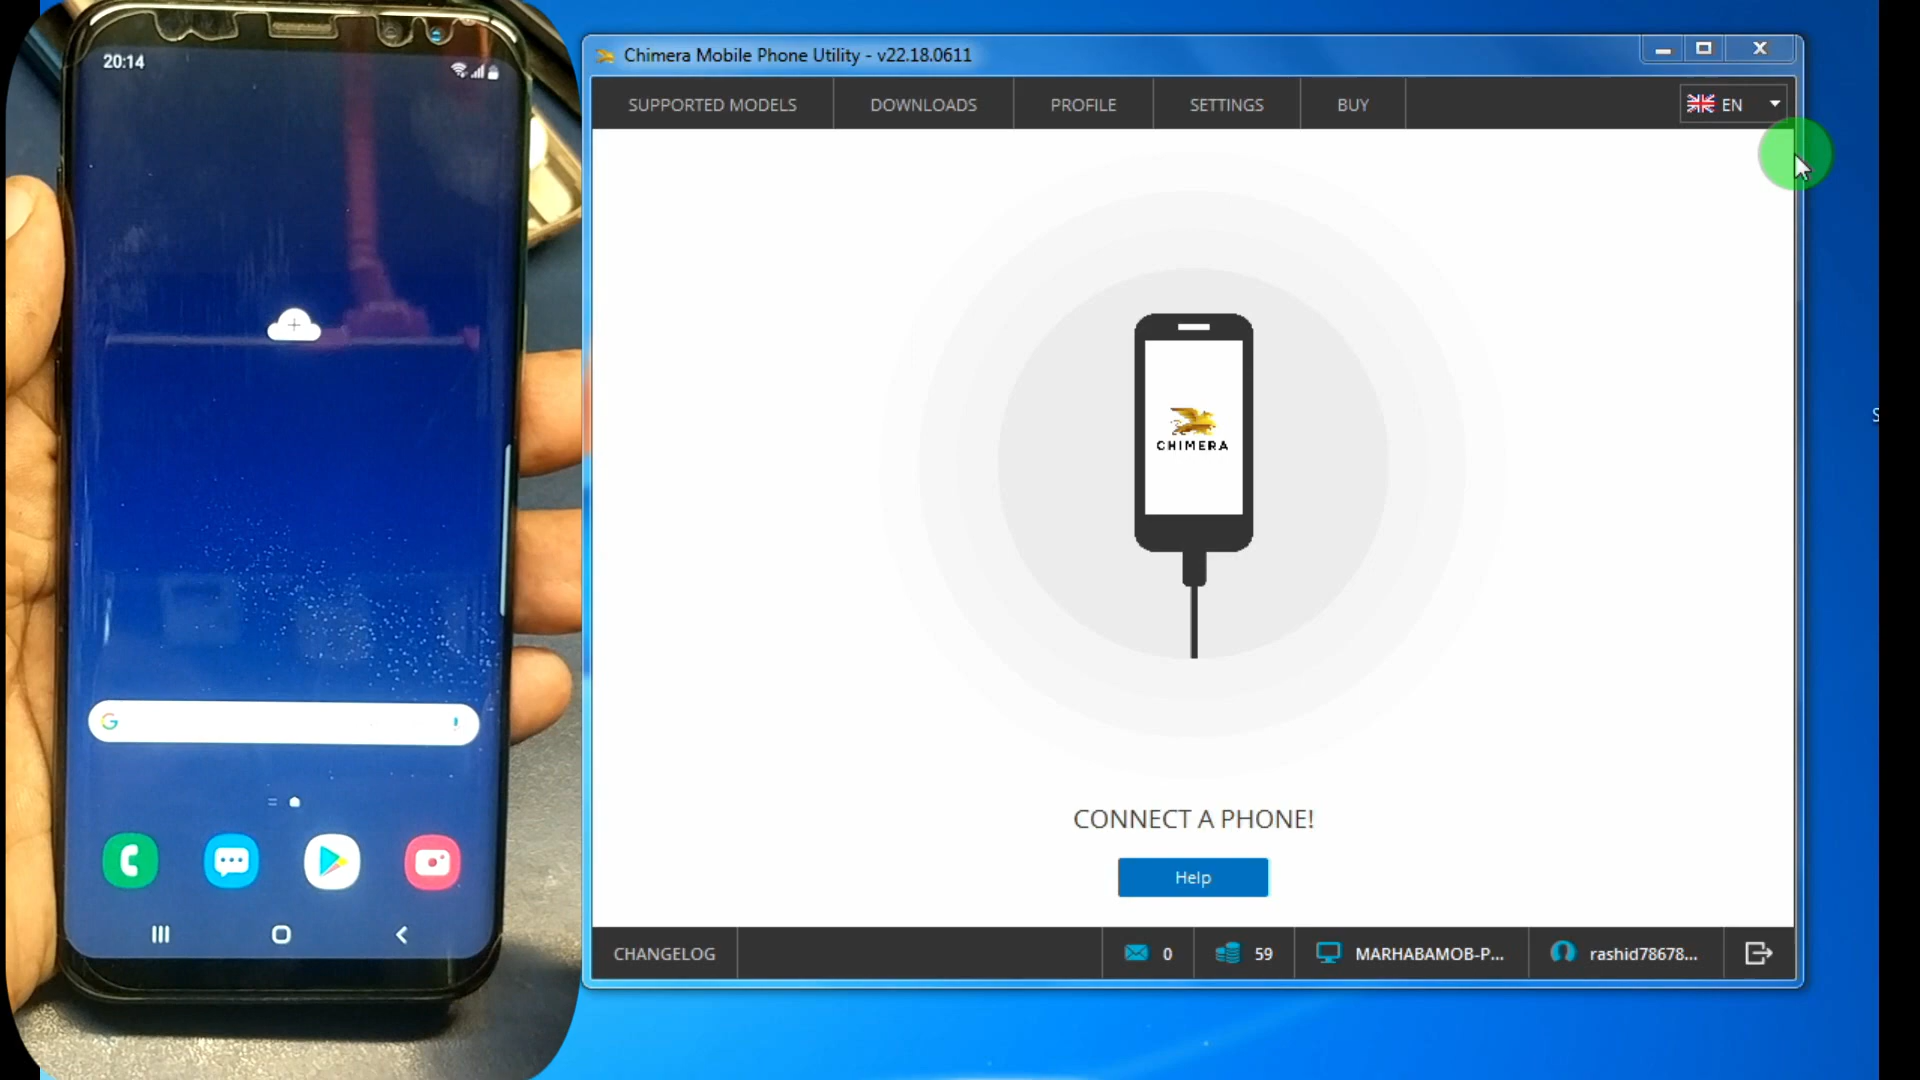 20:14
G
Chimera Mobile Phone Utility - v22.18.0611
SUPPORTED MODELS
DOWNLOADS
PROFILE
SETTINGS
BUY
EN
CHIMERA
CONNECT A PHONE!
Help
CHANGELOG
0
59
MARHABAMOB-P...
rashid78678...
S